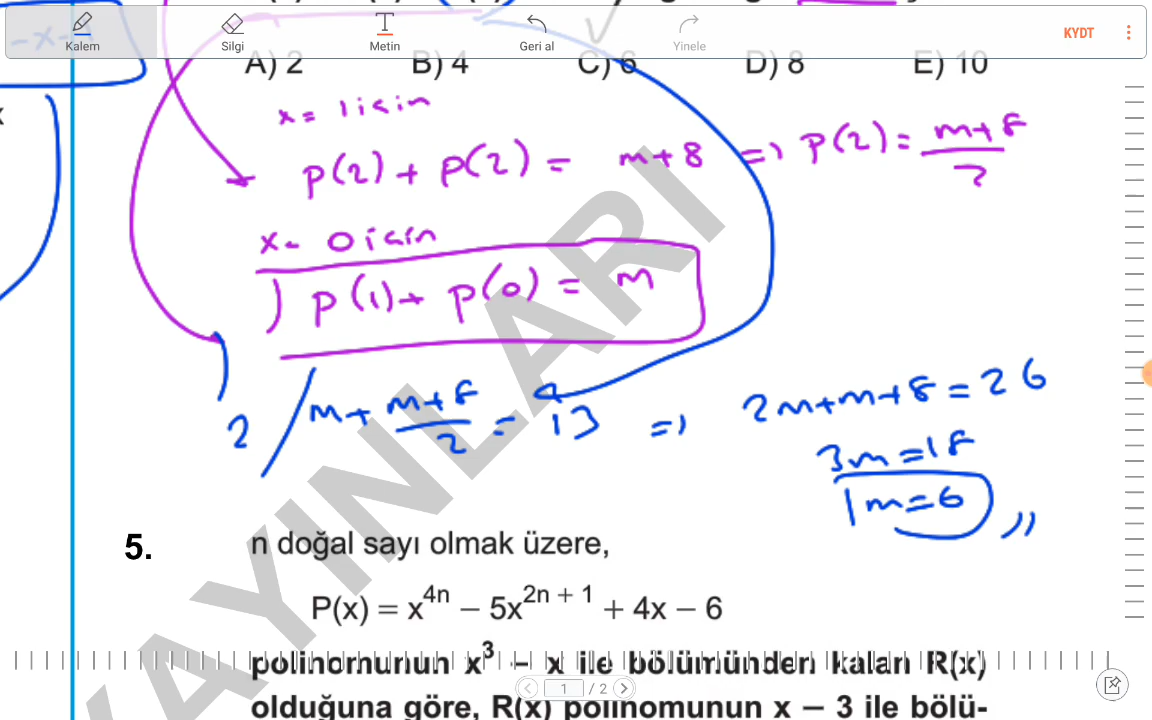 Kalem Silgi Metin Geri al Yinele KYDT
A) 2 B) 4 C) 6 D) 8 E) 10
x = 1 için
p(2) + p(2) = m + 8 => p(2) = m+8 / 2
x = 0 için
p(1) + p(0) = m
2 / m + m+8 / 2 = 13 => 2m+m+8 = 26
3m = 18
m = 6
5. n doğal sayı olmak üzere,
P(x) = x^{4n} – 5x^{2n + 1} + 4x – 6
polinomunun x^3 – x ile bölümünden kalan R(x)
1 / 2
olduğuna göre, R(x) polinomunun x – 3 ile bölü-
YAYINLARI